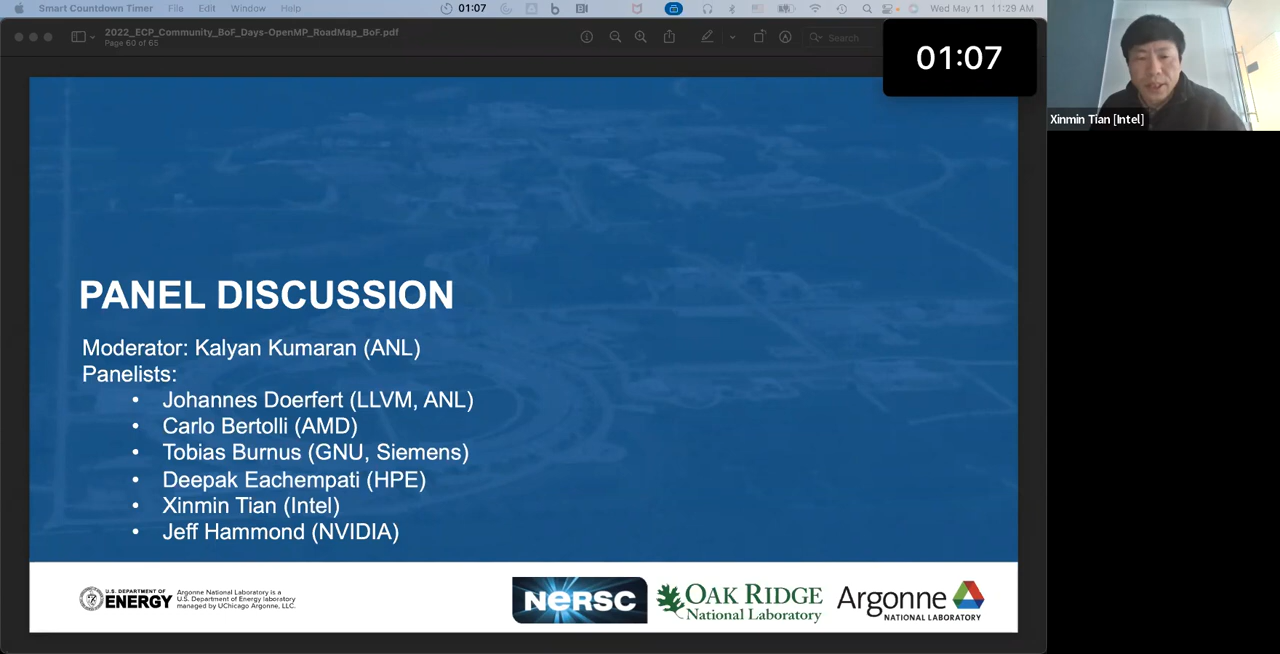 Smart Countdown Timer File Edit Window Help 01:07 Wed May 11 11:29 AM
2022_ECP_Community_BoF_Days-OpenMP_RoadMap_BoF.pdf
Page 60 of 65
Search
01:07
Xinmin Tian [Intel]
PANEL DISCUSSION
Moderator: Kalyan Kumaran (ANL)
Panelists:
• Johannes Doerfert (LLVM, ANL)
• Carlo Bertolli (AMD)
• Tobias Burnus (GNU, Siemens)
• Deepak Eachempati (HPE)
• Xinmin Tian (Intel)
• Jeff Hammond (NVIDIA)
U.S. DEPARTMENT OF
ENERGY
Argonne National Laboratory is a
U.S. Department of Energy laboratory
managed by UChicago Argonne, LLC.
NERSC
OAK RIDGE
National Laboratory
Argonne
NATIONAL LABORATORY